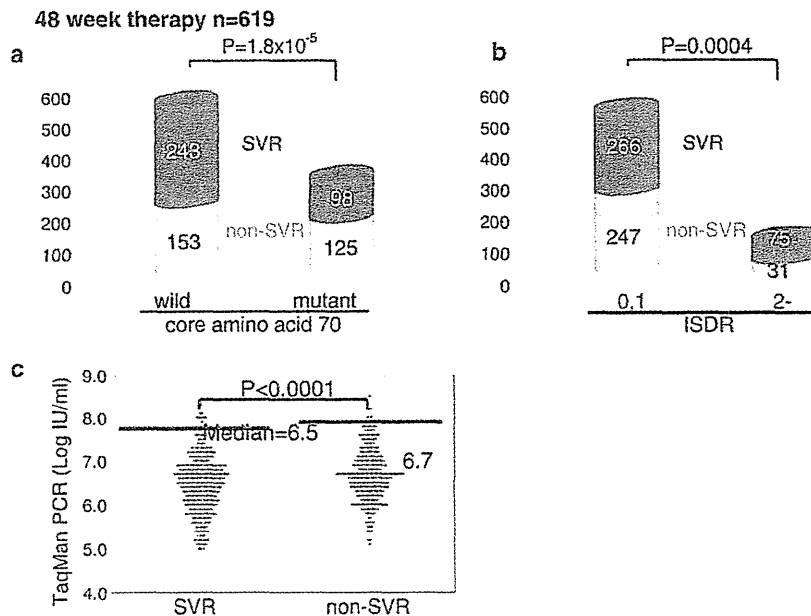 48 week therapy n=619
a
P=1.8x10-5
600
500
400
300
200
100
0
248
SVR
98
153
non-SVR
125
wild
mutant
core amino acid 70
b
P=0.0004
600
500
400
300
200
100
0
266
SVR
247
non-SVR
75
31
0,1
2-
ISDR
c
TaqMan PCR (Log IU/ml)
9.0
8.0
7.0
6.0
5.0
4.0
P<0.0001
Median=6.5
6.7
SVR
non-SVR